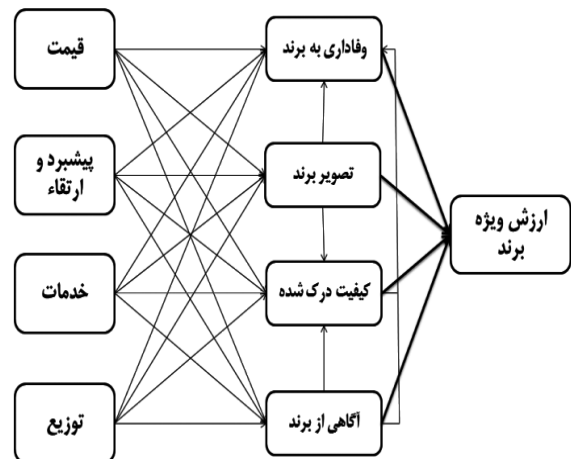 قیمت
پیشبرد و
ارتقاء
خدمات
توزیع
وفاداری به برند
تصویر برند
کیفیت درک شده
آگاهی از برند
ارزش ویژه
برند